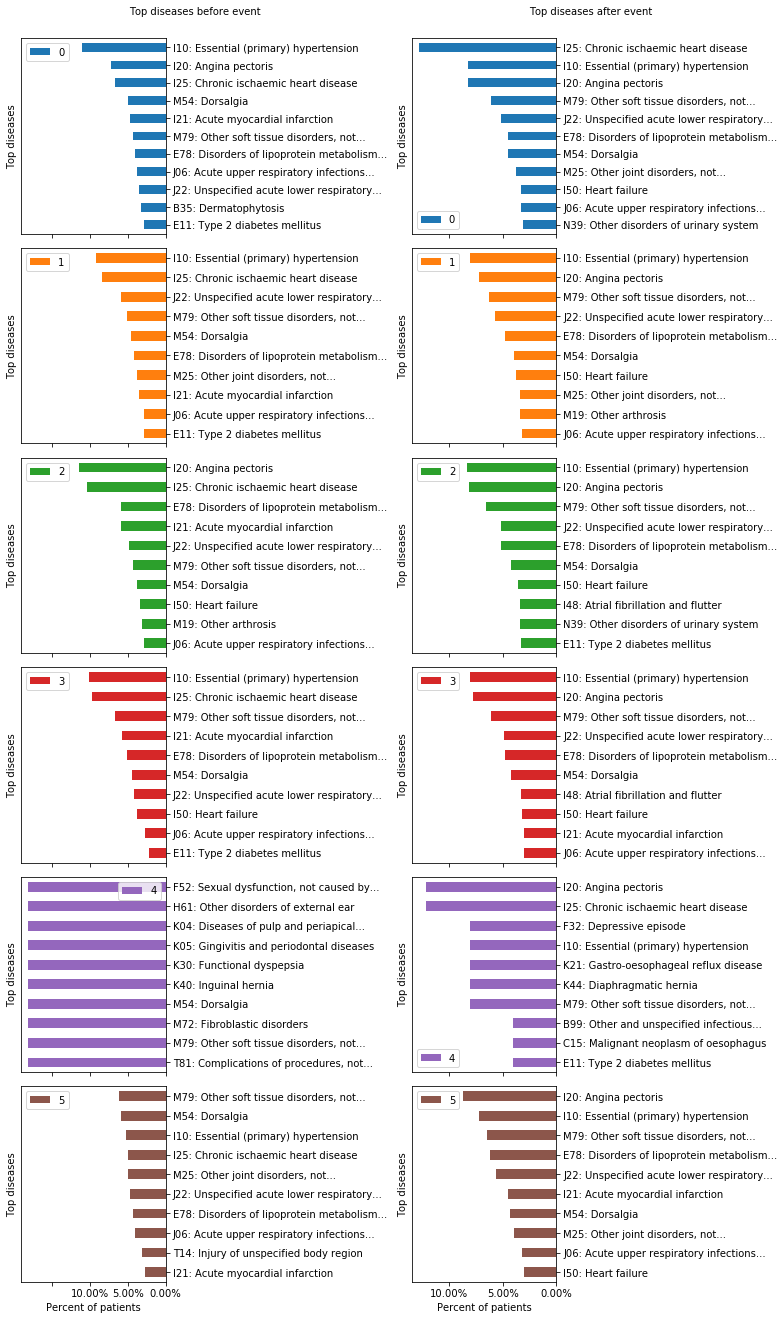 Top diseases before event
Top diseases after event
Top diseases
0
I10: Essential (primary) hypertension
I20: Angina pectoris
I25: Chronic ischaemic heart disease
M54: Dorsalgia
I21: Acute myocardial infarction
M79: Other soft tissue disorders, not...
E78: Disorders of lipoprotein metabolism...
J06: Acute upper respiratory infections...
J22: Unspecified acute lower respiratory...
B35: Dermatophytosis
E11: Type 2 diabetes mellitus
Top diseases
0
I25: Chronic ischaemic heart disease
I10: Essential (primary) hypertension
I20: Angina pectoris
M79: Other soft tissue disorders, not...
J22: Unspecified acute lower respiratory...
E78: Disorders of lipoprotein metabolism...
M54: Dorsalgia
M25: Other joint disorders, not...
I50: Heart failure
J06: Acute upper respiratory infections...
N39: Other disorders of urinary system
Top diseases
1
I10: Essential (primary) hypertension
I25: Chronic ischaemic heart disease
J22: Unspecified acute lower respiratory...
M79: Other soft tissue disorders, not...
M54: Dorsalgia
E78: Disorders of lipoprotein metabolism...
M25: Other joint disorders, not...
I21: Acute myocardial infarction
J06: Acute upper respiratory infections...
E11: Type 2 diabetes mellitus
Top diseases
1
I10: Essential (primary) hypertension
I20: Angina pectoris
M79: Other soft tissue disorders, not...
J22: Unspecified acute lower respiratory...
E78: Disorders of lipoprotein metabolism...
M54: Dorsalgia
I50: Heart failure
M25: Other joint disorders, not...
M19: Other arthrosis
J06: Acute upper respiratory infections...
Top diseases
2
I20: Angina pectoris
I25: Chronic ischaemic heart disease
E78: Disorders of lipoprotein metabolism...
I21: Acute myocardial infarction
J22: Unspecified acute lower respiratory...
M79: Other soft tissue disorders, not...
M54: Dorsalgia
I50: Heart failure
M19: Other arthrosis
J06: Acute upper respiratory infections...
Top diseases
2
I10: Essential (primary) hypertension
I20: Angina pectoris
M79: Other soft tissue disorders, not...
J22: Unspecified acute lower respiratory...
E78: Disorders of lipoprotein metabolism...
M54: Dorsalgia
I50: Heart failure
I48: Atrial fibrillation and flutter
N39: Other disorders of urinary system
E11: Type 2 diabetes mellitus
Top diseases
3
I10: Essential (primary) hypertension
I25: Chronic ischaemic heart disease
M79: Other soft tissue disorders, not...
I21: Acute myocardial infarction
E78: Disorders of lipoprotein metabolism...
M54: Dorsalgia
J22: Unspecified acute lower respiratory...
I50: Heart failure
J06: Acute upper respiratory infections...
E11: Type 2 diabetes mellitus
Top diseases
3
I10: Essential (primary) hypertension
I20: Angina pectoris
M79: Other soft tissue disorders, not...
J22: Unspecified acute lower respiratory...
E78: Disorders of lipoprotein metabolism...
M54: Dorsalgia
I48: Atrial fibrillation and flutter
I50: Heart failure
I21: Acute myocardial infarction
J06: Acute upper respiratory infections...
Top diseases
4
F52: Sexual dysfunction, not caused by...
H61: Other disorders of external ear
K04: Diseases of pulp and periapical...
K05: Gingivitis and periodontal diseases
K30: Functional dyspepsia
K40: Inguinal hernia
M54: Dorsalgia
M72: Fibroblastic disorders
M79: Other soft tissue disorders, not...
T81: Complications of procedures, not...
Top diseases
4
I20: Angina pectoris
I25: Chronic ischaemic heart disease
F32: Depressive episode
I10: Essential (primary) hypertension
K21: Gastro-oesophageal reflux disease
K44: Diaphragmatic hernia
M79: Other soft tissue disorders, not...
B99: Other and unspecified infectious...
C15: Malignant neoplasm of oesophagus
E11: Type 2 diabetes mellitus
Top diseases
5
M79: Other soft tissue disorders, not...
M54: Dorsalgia
I10: Essential (primary) hypertension
I25: Chronic ischaemic heart disease
M25: Other joint disorders, not...
J22: Unspecified acute lower respiratory...
E78: Disorders of lipoprotein metabolism...
J06: Acute upper respiratory infections...
T14: Injury of unspecified body region
I21: Acute myocardial infarction
10.00% 5.00% 0.00%
Percent of patients
Top diseases
5
I20: Angina pectoris
I10: Essential (primary) hypertension
M79: Other soft tissue disorders, not...
E78: Disorders of lipoprotein metabolism...
J22: Unspecified acute lower respiratory...
I21: Acute myocardial infarction
M54: Dorsalgia
M25: Other joint disorders, not...
J06: Acute upper respiratory infections...
I50: Heart failure
10.00% 5.00% 0.00%
Percent of patients